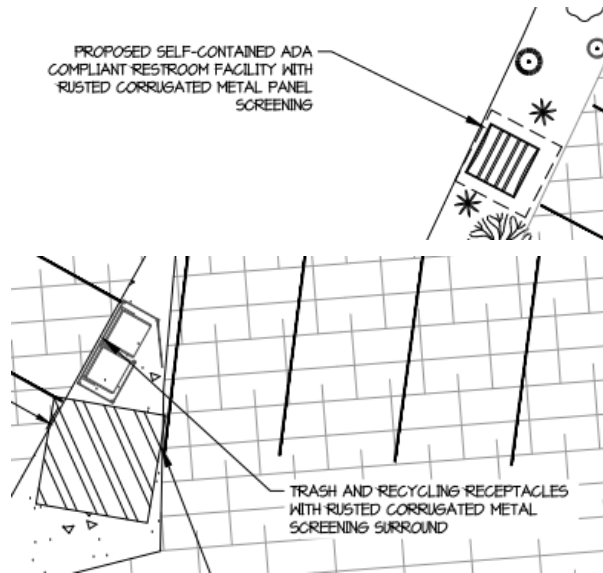 PROPOSED SELF-CONTAINED ADA
COMPLIANT RESTROOM FACILITY WITH
RUSTED CORRUGATED METAL PANEL
SCREENING
TRASH AND RECYCLING RECEPTACLES
WITH RUSTED CORRUGATED METAL
SCREENING SURROUND